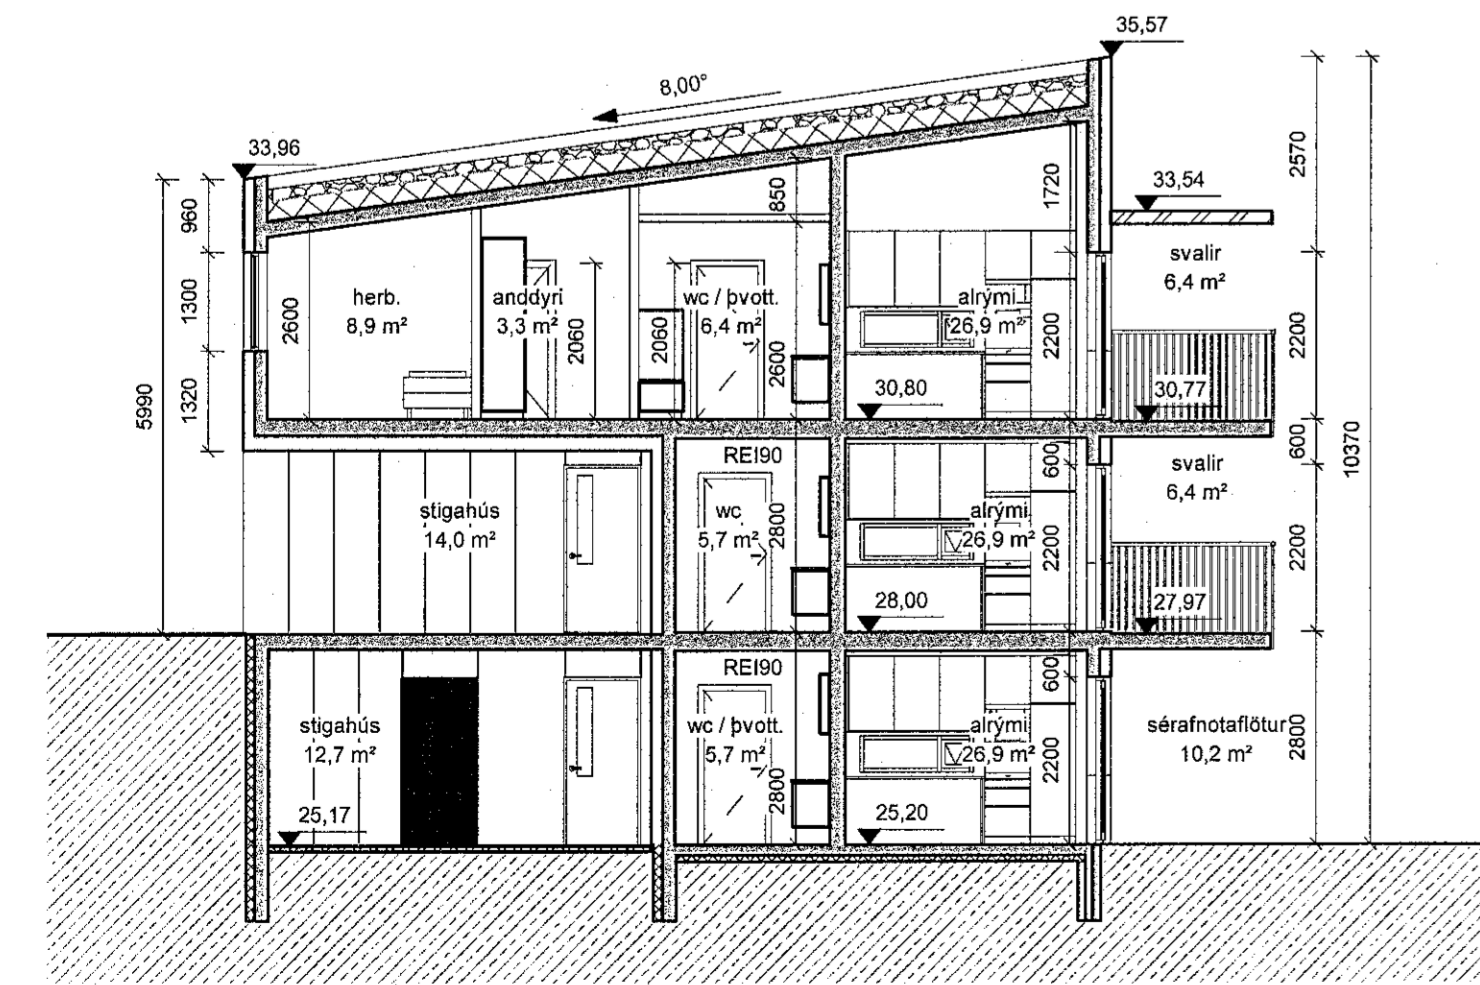 35,57
8,00°
33,96
33,54
2570
960
850
1720
svalir
6,4 m²
herb.
8,9 m²
anddyri
3,3 m²
wc / þvott.
6,4 m²
alrými
26,9 m²
1300
2600
2060
2060
2600
2200
2200
5990
1320
30,80
30,77
10370
REI90
600
600
svalir
6,4 m²
stigahús
14,0 m²
wc
5,7 m²
2800
alrými
26,9 m²
2200
2200
28,00
27,97
REI90
600
stigahús
12,7 m²
wc / þvott.
5,7 m²
alrými
26,9 m²
sérafnotaflötur
10,2 m²
2800
2800
2200
25,17
25,20